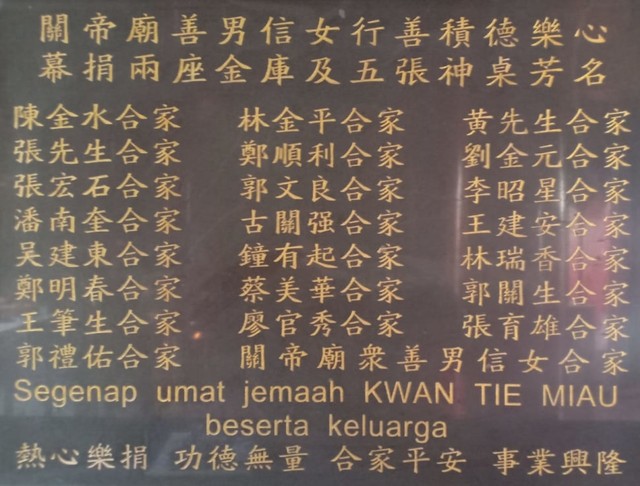 關帝廟善男信女行善積德樂心
幕捐兩座金庫及五張神桌芳名
陳金水合家 林金平合家 黃先生合家
張先生合家 鄭順利合家 劉金元合家
張宏石合家 郭文良合家 李昭星合家
潘南奎合家 古關强合家 王建安合家
吳建東合家 鐘有起合家 林瑞香合家
鄭明春合家 蔡美華合家 郭關生合家
王筆生合家 廖官秀合家 張育雄合家
郭禮佑合家 關帝廟衆善男信女合家
Segenap umat jemaah KWAN TIE MIAU
beserta keluarga
熱心樂捐 功德無量 合家平安 事業興隆